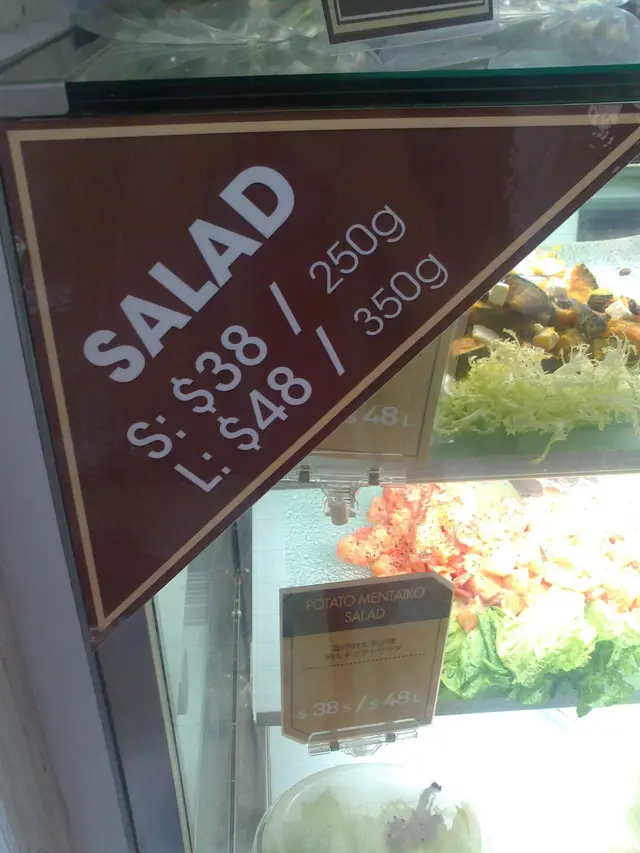 SALAD
S: $38 / 250g
L: $48 / 350g
$ 48 L
POTATO MENTAIKO
SALAD
$ 38 S / $ 48 L